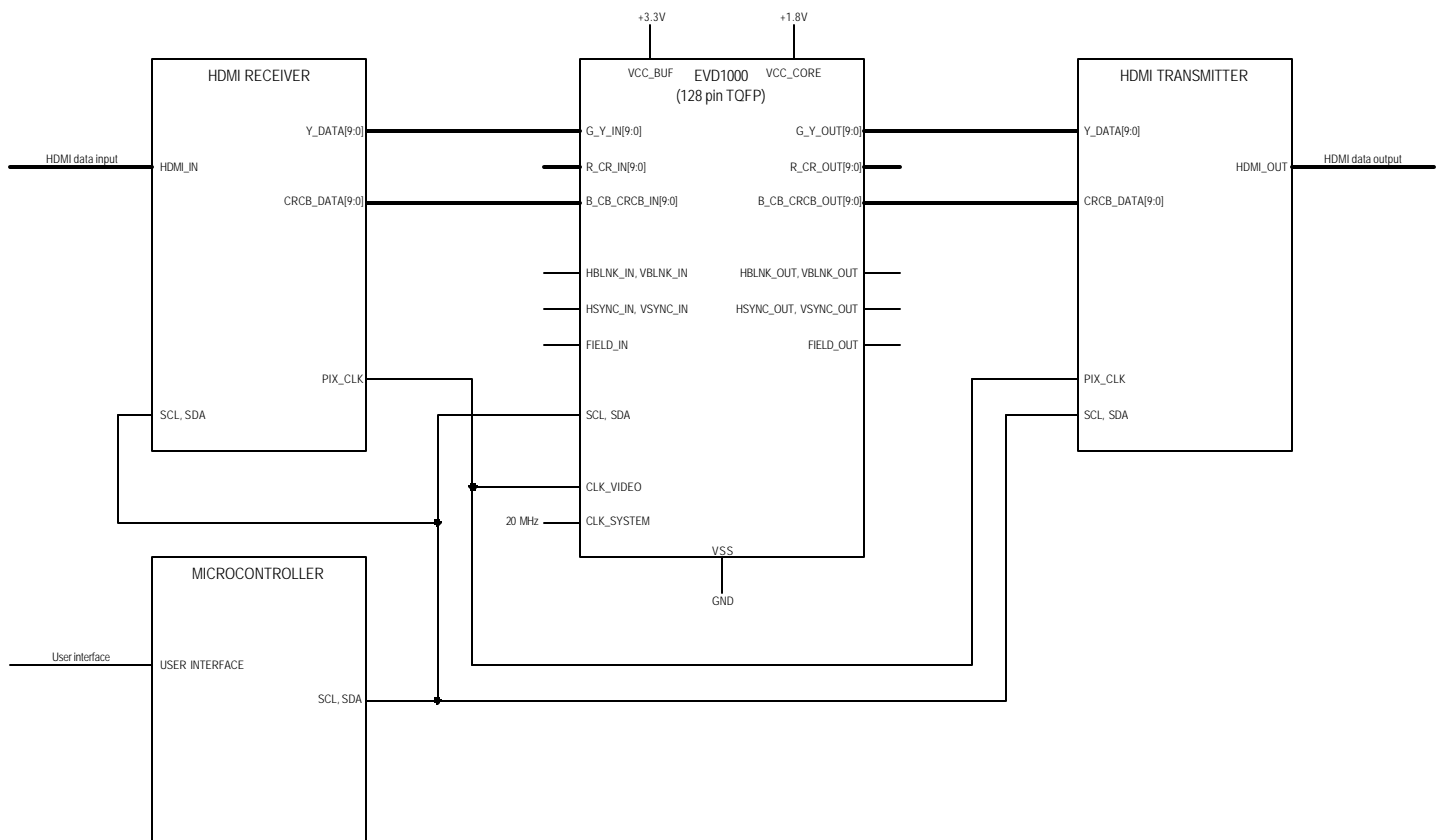 +3.3V
+1.8V
HDMI RECEIVER
VCC_BUF
EVD1000
VCC_CORE
(128 pin TQFP)
HDMI TRANSMITTER
Y_DATA[9:0]
G_Y_IN[9:0]
G_Y_OUT[9:0]
Y_DATA[9:0]
HDMI data input
HDMI_IN
R_CR_IN[9:0]
R_CR_OUT[9:0]
HDMI_OUT
HDMI data output
CRCB_DATA[9:0]
B_CB_CRCB_IN[9:0]
B_CB_CRCB_OUT[9:0]
CRCB_DATA[9:0]
HBLNK_IN, VBLNK_IN
HBLNK_OUT, VBLNK_OUT
HSYNC_IN, VSYNC_IN
HSYNC_OUT, VSYNC_OUT
FIELD_IN
FIELD_OUT
PIX_CLK
PIX_CLK
SCL, SDA
SCL, SDA
SCL, SDA
CLK_VIDEO
20 MHz
CLK_SYSTEM
VSS
GND
MICROCONTROLLER
User interface
USER INTERFACE
SCL, SDA